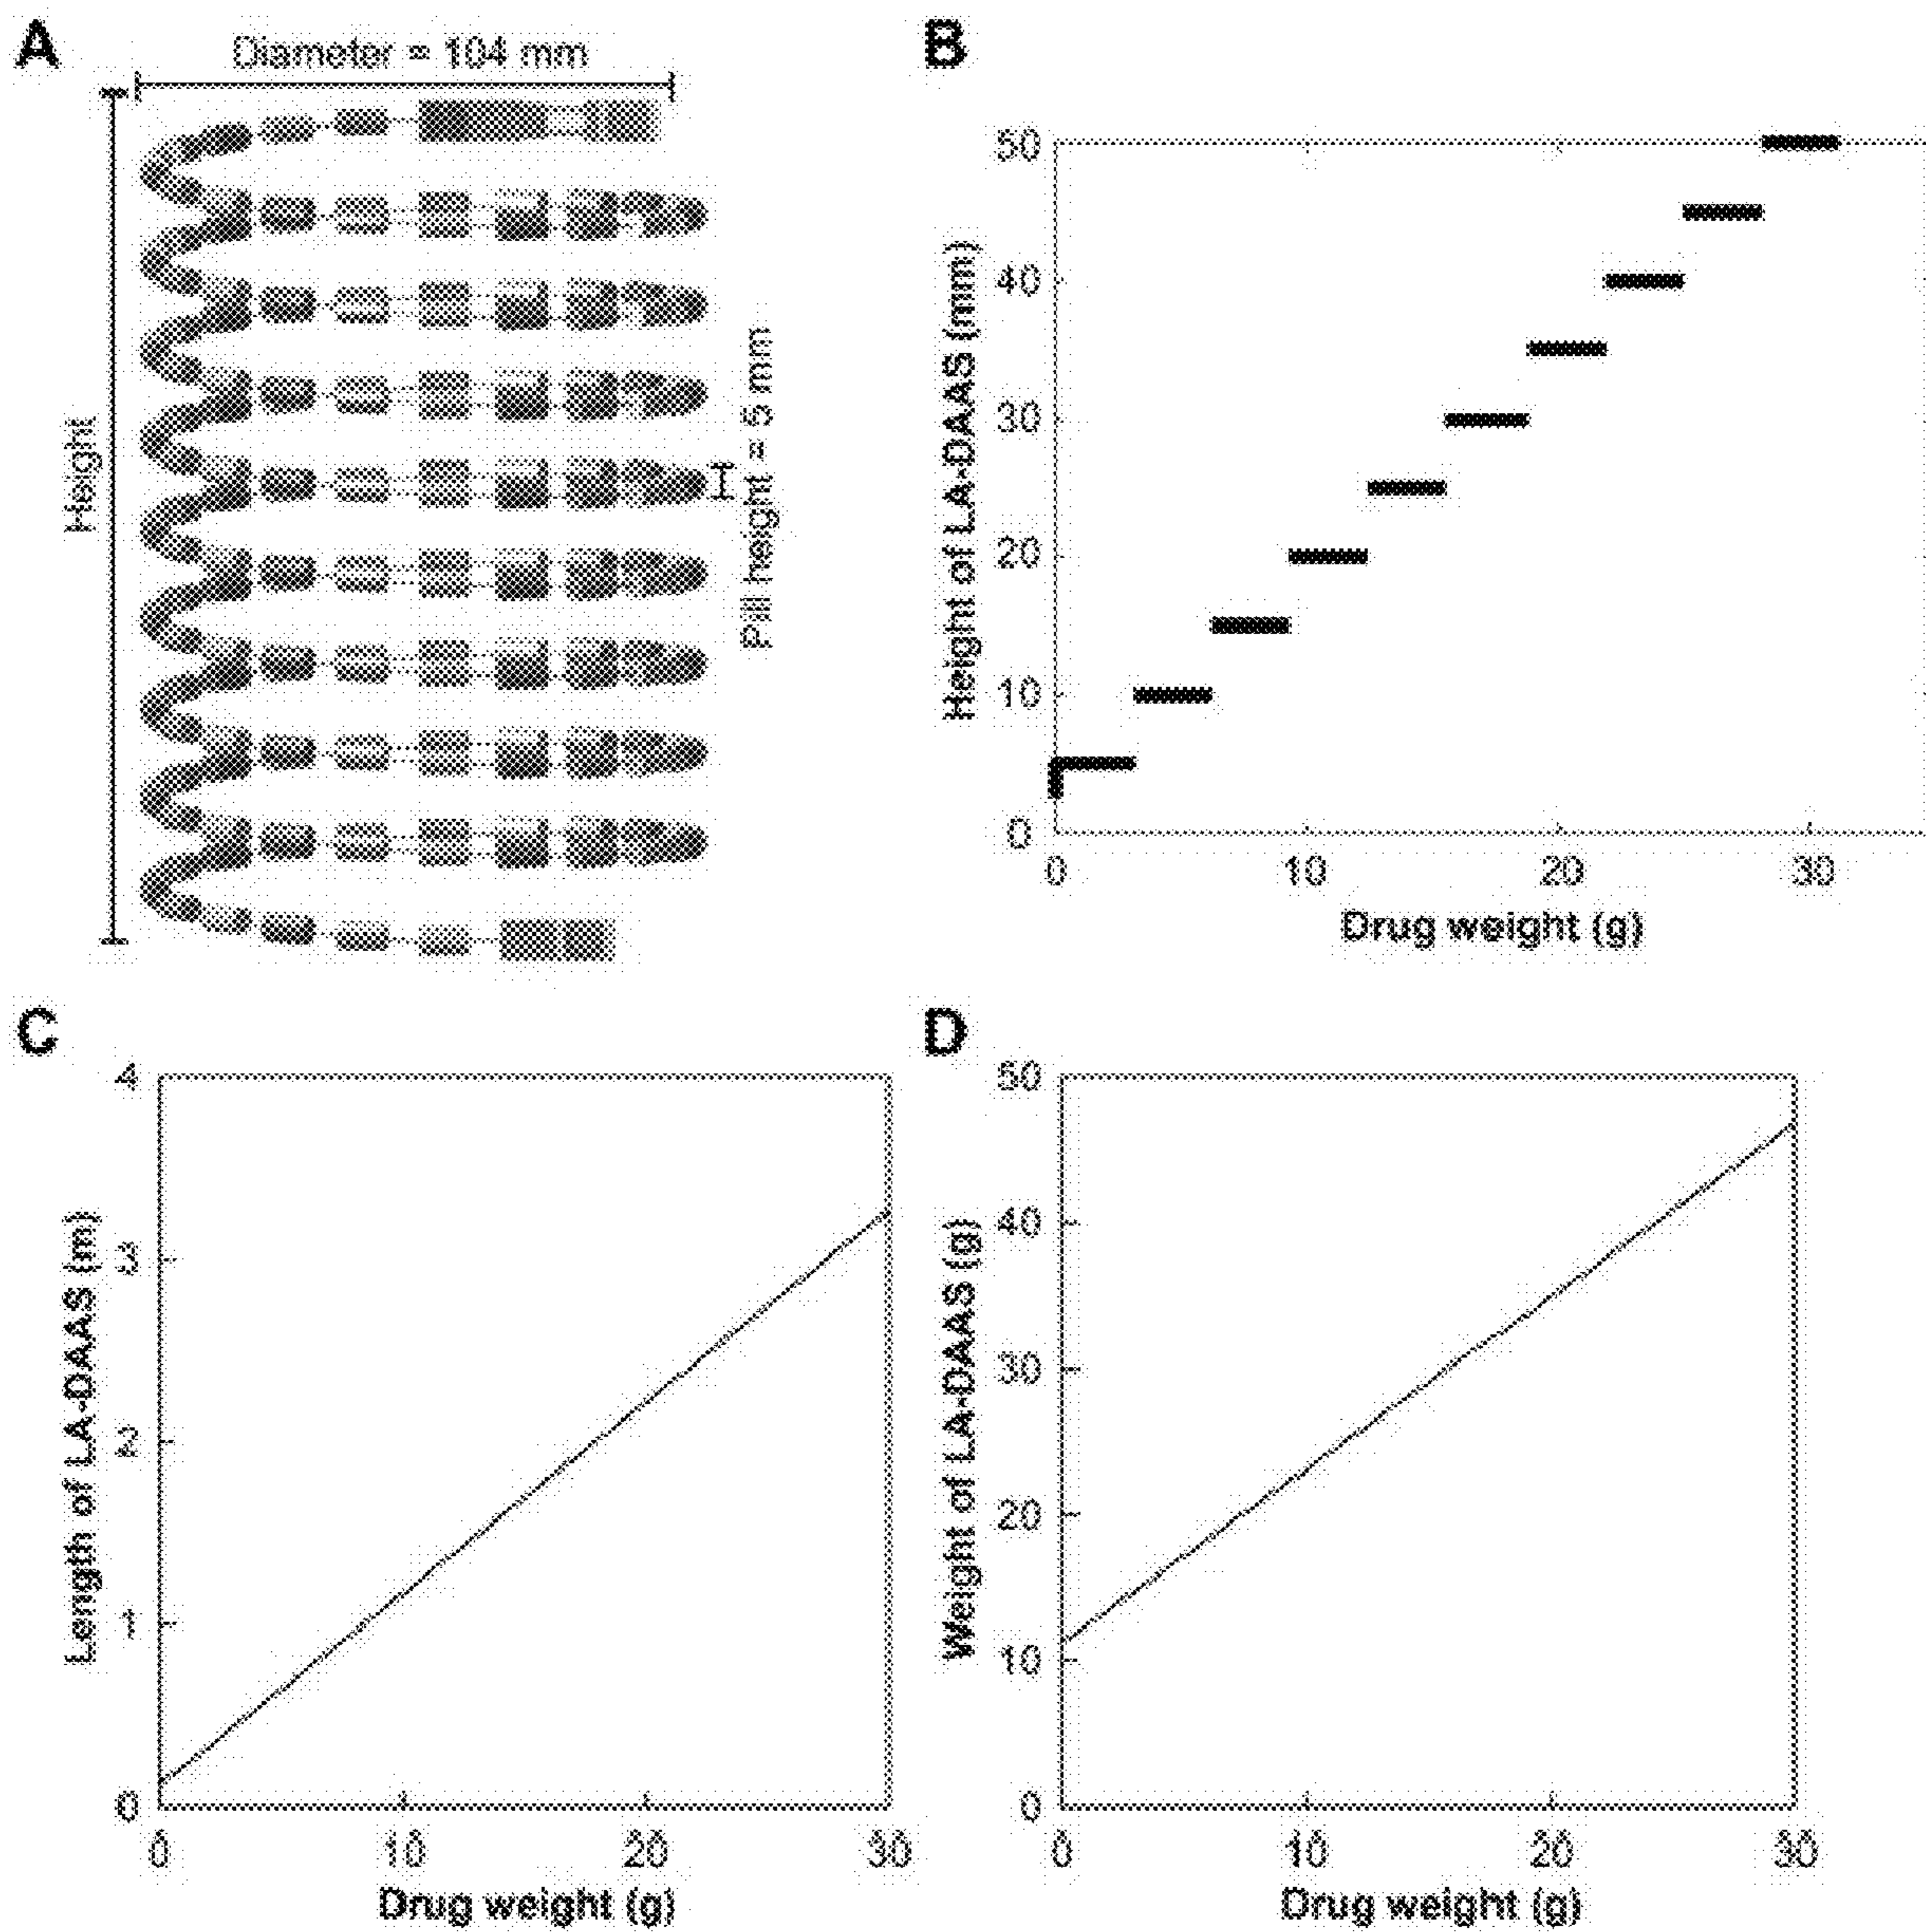 A
Diameter = 104 mm
Height
Pill height = 5 mm
B
50
40
30
20
10
0
Height of LA-DAAS (mm)
0 10 20 30
Drug weight (g)
C
4
3
2
1
0
Length of LA-DAAS (m)
0 10 20 30
Drug weight (g)
D
50
40
30
20
10
0
Weight of LA-DAAS (g)
0 10 20 30
Drug weight (g)